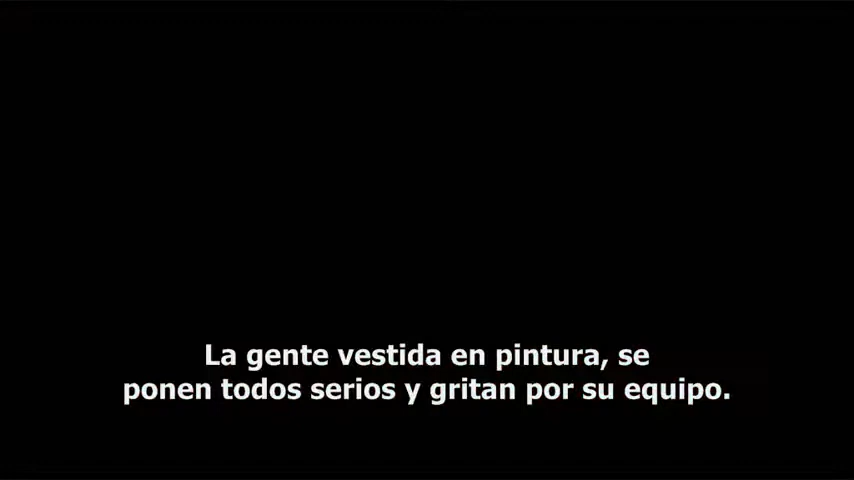 La gente vestida en pintura, se
ponen todos serios y gritan por su equipo.